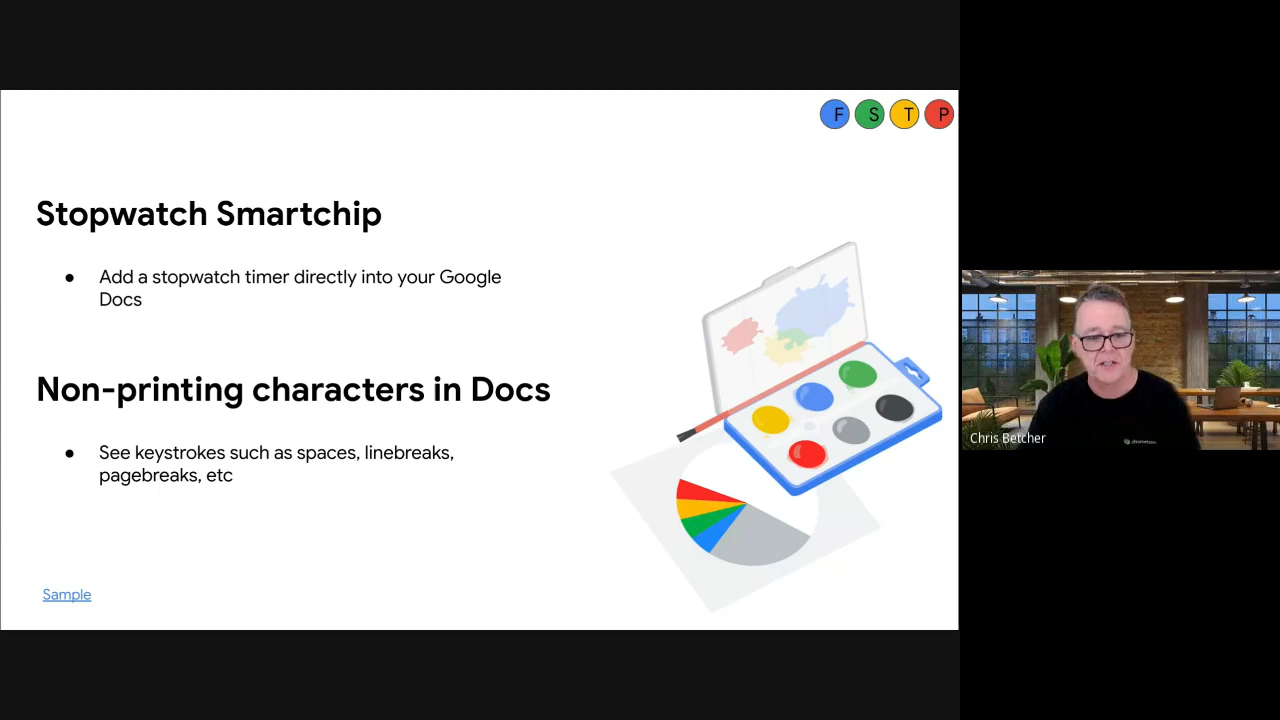 F S T P
Stopwatch Smartchip
● Add a stopwatch timer directly into your Google
Docs
Non-printing characters in Docs
● See keystrokes such as spaces, linebreaks,
pagebreaks, etc
Sample
Chris Betcher